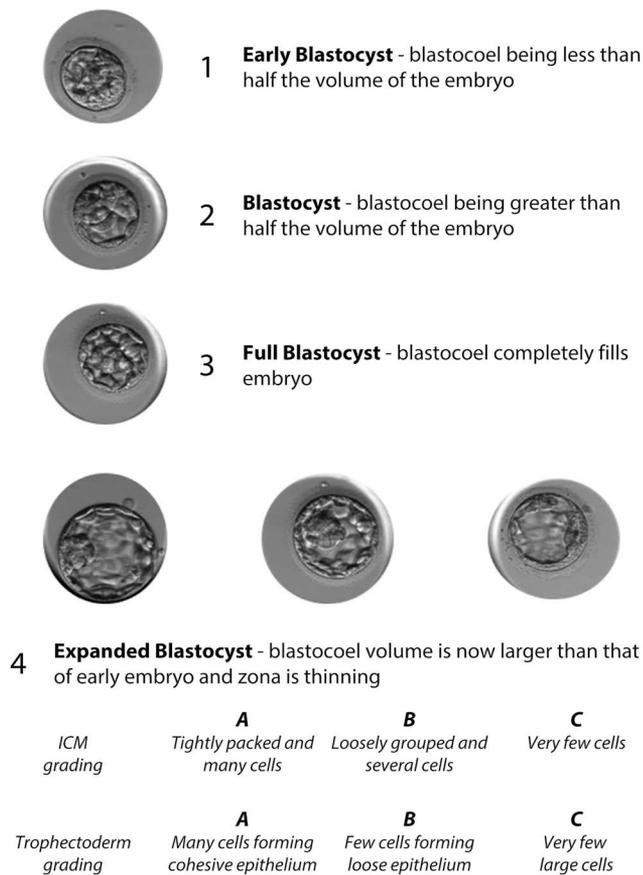 1
Early Blastocyst - blastocoel being less than
half the volume of the embryo
2
Blastocyst - blastocoel being greater than
half the volume of the embryo
3
Full Blastocyst - blastocoel completely fills
embryo
4
Expanded Blastocyst - blastocoel volume is now larger than that
of early embryo and zona is thinning
A B C
ICM Tightly packed and Loosely grouped and Very few cells
grading many cells several cells
A B C
Trophectoderm Many cells forming Few cells forming Very few
grading cohesive epithelium loose epithelium large cells